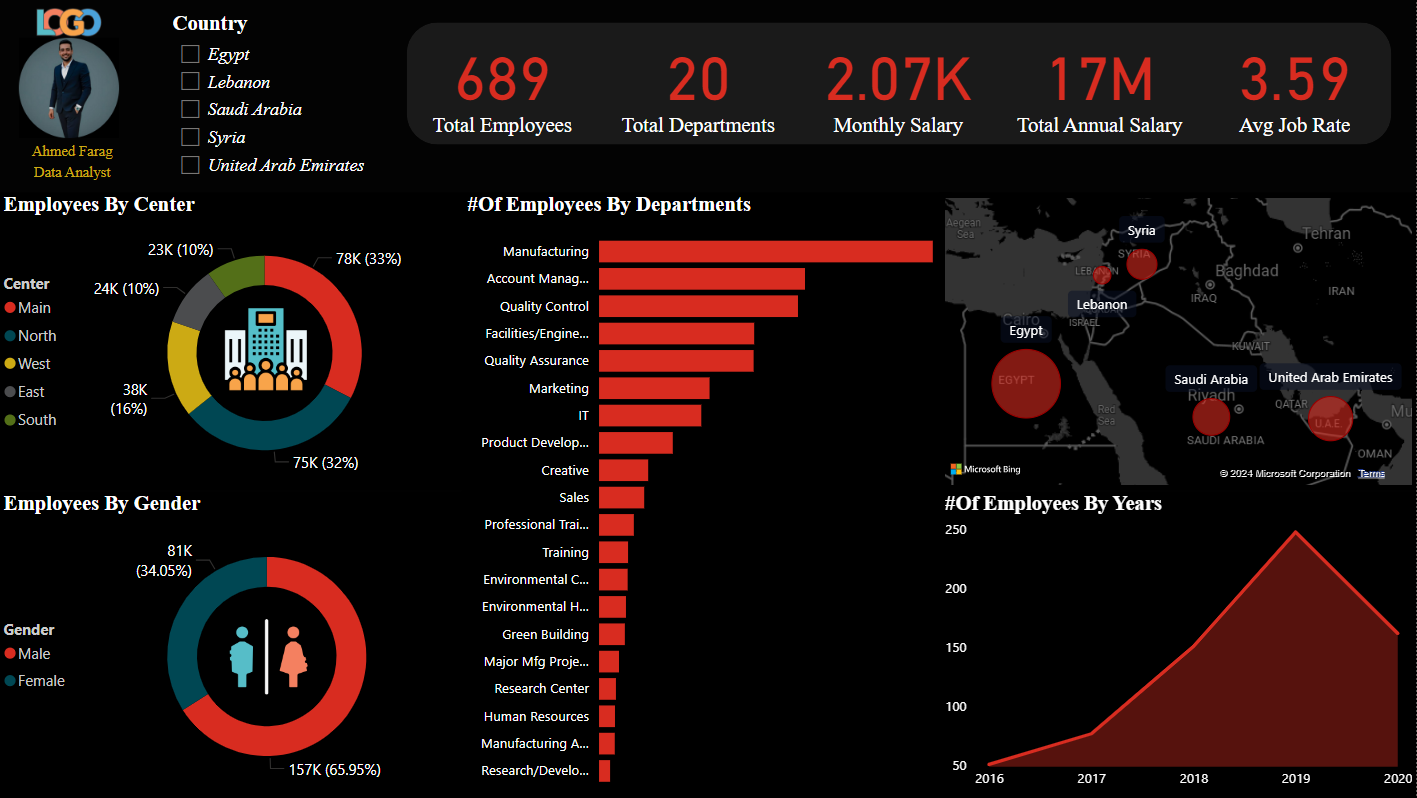 LOGO
Ahmed Farag
Data Analyst
Country
Egypt
Lebanon
Saudi Arabia
Syria
United Arab Emirates
689
Total Employees
20
Total Departments
2.07K
Monthly Salary
17M
Total Annual Salary
3.59
Avg Job Rate
Employees By Center
Center
Main
North
West
East
South
23K (10%)
78K (33%)
24K (10%)
38K
(16%)
75K (32%)
Employees By Gender
Gender
Male
Female
81K
(34.05%)
157K (65.95%)
#Of Employees By Departments
Manufacturing
Account Manag...
Quality Control
Facilities/Engine...
Quality Assurance
Marketing
IT
Product Develop...
Creative
Sales
Professional Trai...
Training
Environmental C...
Environmental H...
Green Building
Major Mfg Proje...
Research Center
Human Resources
Manufacturing A...
Research/Develo...
Aegean
Sea
Syria
SYRIA
Tehran
LEBANON
Baghdad
IRAQ
IRAN
Lebanon
Cairo
ISRAEL
Egypt
KUWAIT
EGYPT
Saudi Arabia
United Arab Emirates
Riyadh
QATAR
Mu
Red
Sea
U.A.E.
SAUDI ARABIA
OMAN
Microsoft Bing
© 2024 Microsoft Corporation Terms
#Of Employees By Years
250
200
150
100
50
2016
2017
2018
2019
2020